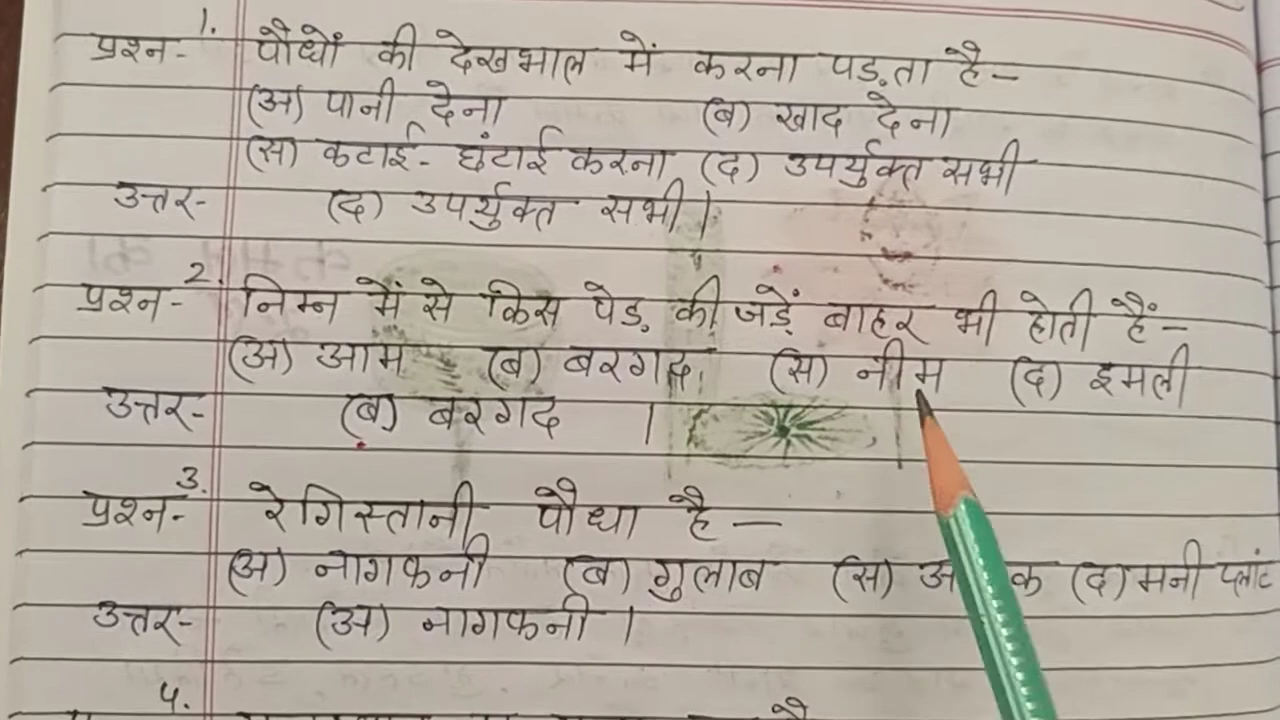 प्रश्न-1. पौधों की देखभाल में करना पड़ता है-
(अ) पानी देना (ब) खाद देना
(स) कटाई-छंटाई करना (द) उपर्युक्त सभी
उत्तर- (द) उपर्युक्त सभी।
प्रश्न-2. निम्न में से किस पेड़ की जड़ें बाहर भी होती हैं-
(अ) आम (ब) बरगद (स) नीम (द) इमली
उत्तर- (ब) बरगद ।
प्रश्न-3. रेगिस्तानी पौधा है—
(अ) नागफनी (ब) गुलाब (स) (द) मनी प्लांट
उत्तर- (अ) नागफनी ।
4.